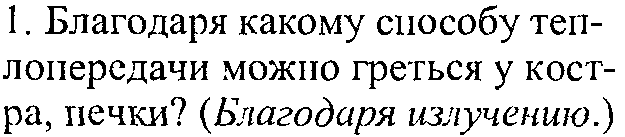 1. Благодаря какому способу теп-
лопередачи можно греться у кост-
ра, печки? (Благодаря излучению.)